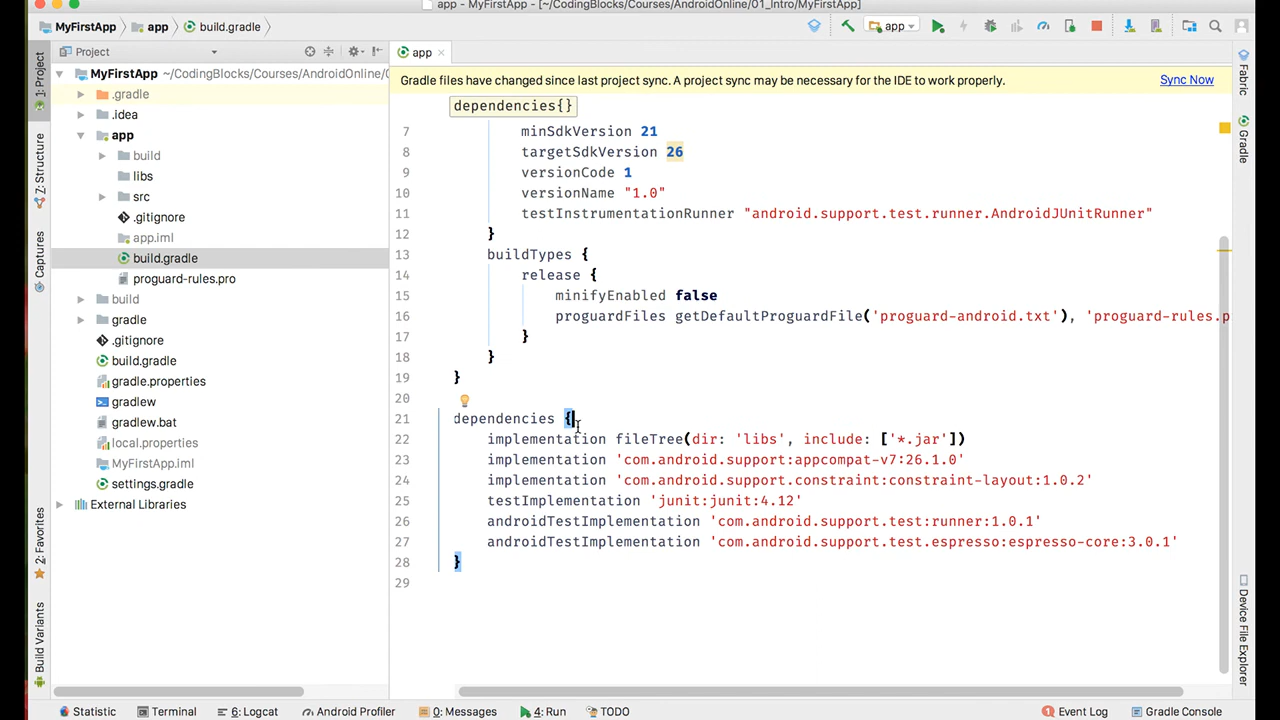 app - MyFirstApp - [~/CodingBlocks/Courses/AndroidOnline/01_Intro/MyFirstApp]
MyFirstApp
app
build.gradle
app
Project
app
1: Project
Z: Structure
Captures
2: Favorites
Build Variants
MyFirstApp ~/CodingBlocks/Courses/AndroidOnline/
.gradle
.idea
app
build
libs
src
.gitignore
app.iml
build.gradle
proguard-rules.pro
build
gradle
.gitignore
build.gradle
gradle.properties
gradlew
gradlew.bat
local.properties
MyFirstApp.iml
settings.gradle
External Libraries
Gradle files have changed since last project sync. A project sync may be necessary for the IDE to work properly.
Sync Now
dependencies{}
7 minSdkVersion 21
8 targetSdkVersion 26
9 versionCode 1
10 versionName "1.0"
11 testInstrumentationRunner "android.support.test.runner.AndroidJUnitRunner"
12 }
13 buildTypes {
14 release {
15 minifyEnabled false
16 proguardFiles getDefaultProguardFile('proguard-android.txt'), 'proguard-rules.p
17 }
18 }
19 }
20
21 dependencies {
22 implementation fileTree(dir: 'libs', include: ['*.jar'])
23 implementation 'com.android.support:appcompat-v7:26.1.0'
24 implementation 'com.android.support.constraint:constraint-layout:1.0.2'
25 testImplementation 'junit:junit:4.12'
26 androidTestImplementation 'com.android.support.test:runner:1.0.1'
27 androidTestImplementation 'com.android.support.test.espresso:espresso-core:3.0.1'
28 }
29
Fabric
Gradle
Device File Explorer
Statistic
Terminal
6: Logcat
Android Profiler
0: Messages
4: Run
TODO
Event Log
Gradle Console